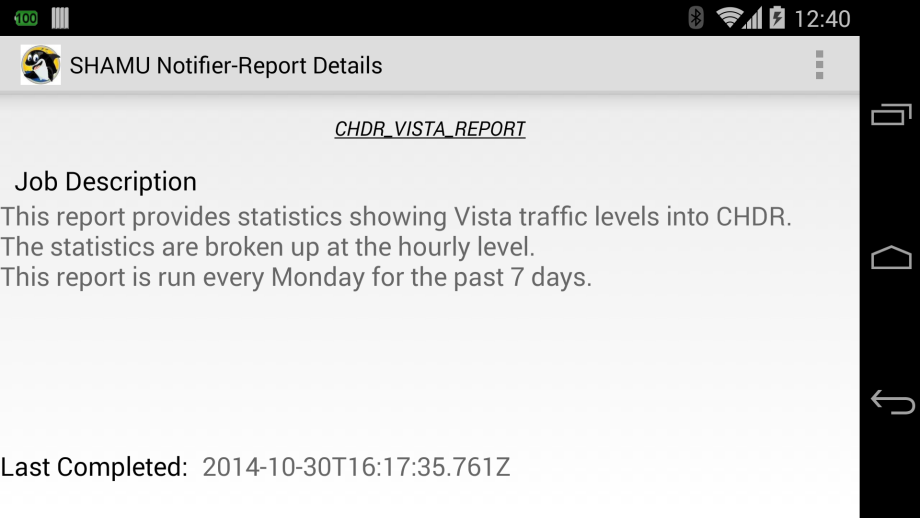 100
12:40
SHAMU Notifier-Report Details
CHDR_VISTA_REPORT
Job Description
This report provides statistics showing Vista traffic levels into CHDR.
The statistics are broken up at the hourly level.
This report is run every Monday for the past 7 days.
Last Completed: 2014-10-30T16:17:35.761Z